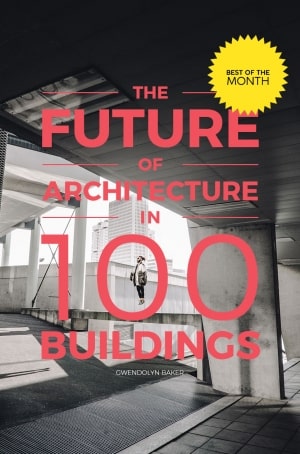 BEST OF THE
MONTH
THE
FUTURE
OF
ARCHITECTURE
IN
100
BUILDINGS
GWENDOLYN BAKER